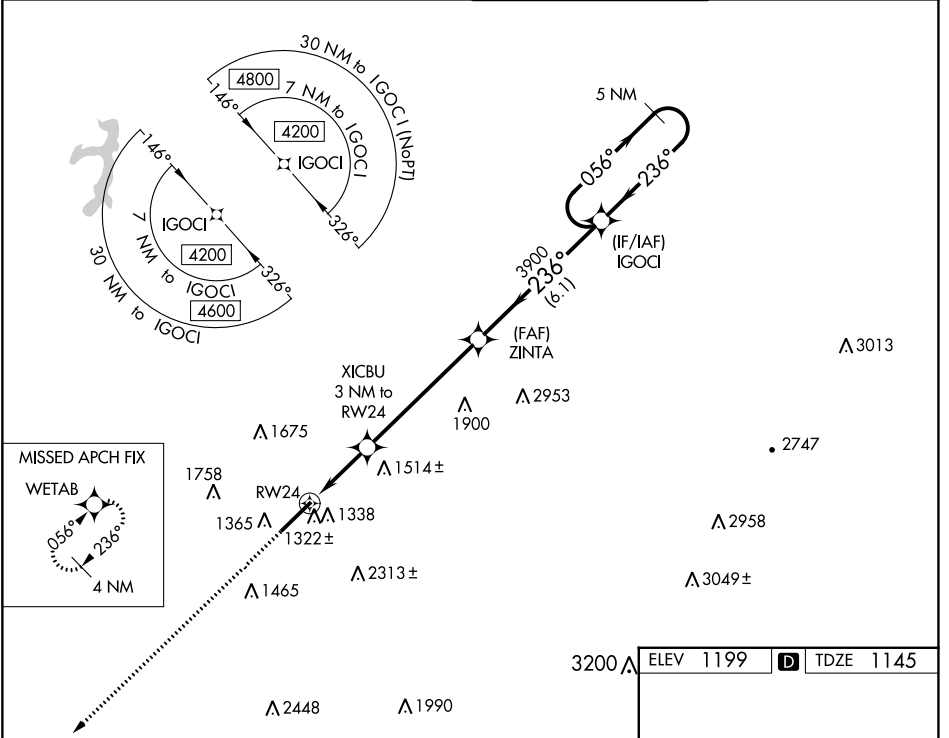 30 NM to IGOCI (NoPT)
4800
7 NM to IGOCI
146°
4200
IGOCI
326°
146°
IGOCI
4200
7 NM to IGOCI
326°
4600
30 NM to IGOCI
5 NM
056°
236°
(IF/IAF)
IGOCI
3900
236°
(6.1)
(FAF)
ZINTA
3013
XICBU
3 NM to
RW24
2953
1900
1675
2747
1514±
MISSED APCH FIX
WETAB
056°
236°
4 NM
1758
RW24
1365
1338
1322±
2958
2313±
3049±
1465
3200
ELEV 1199 D TDZE 1145
2448
1990